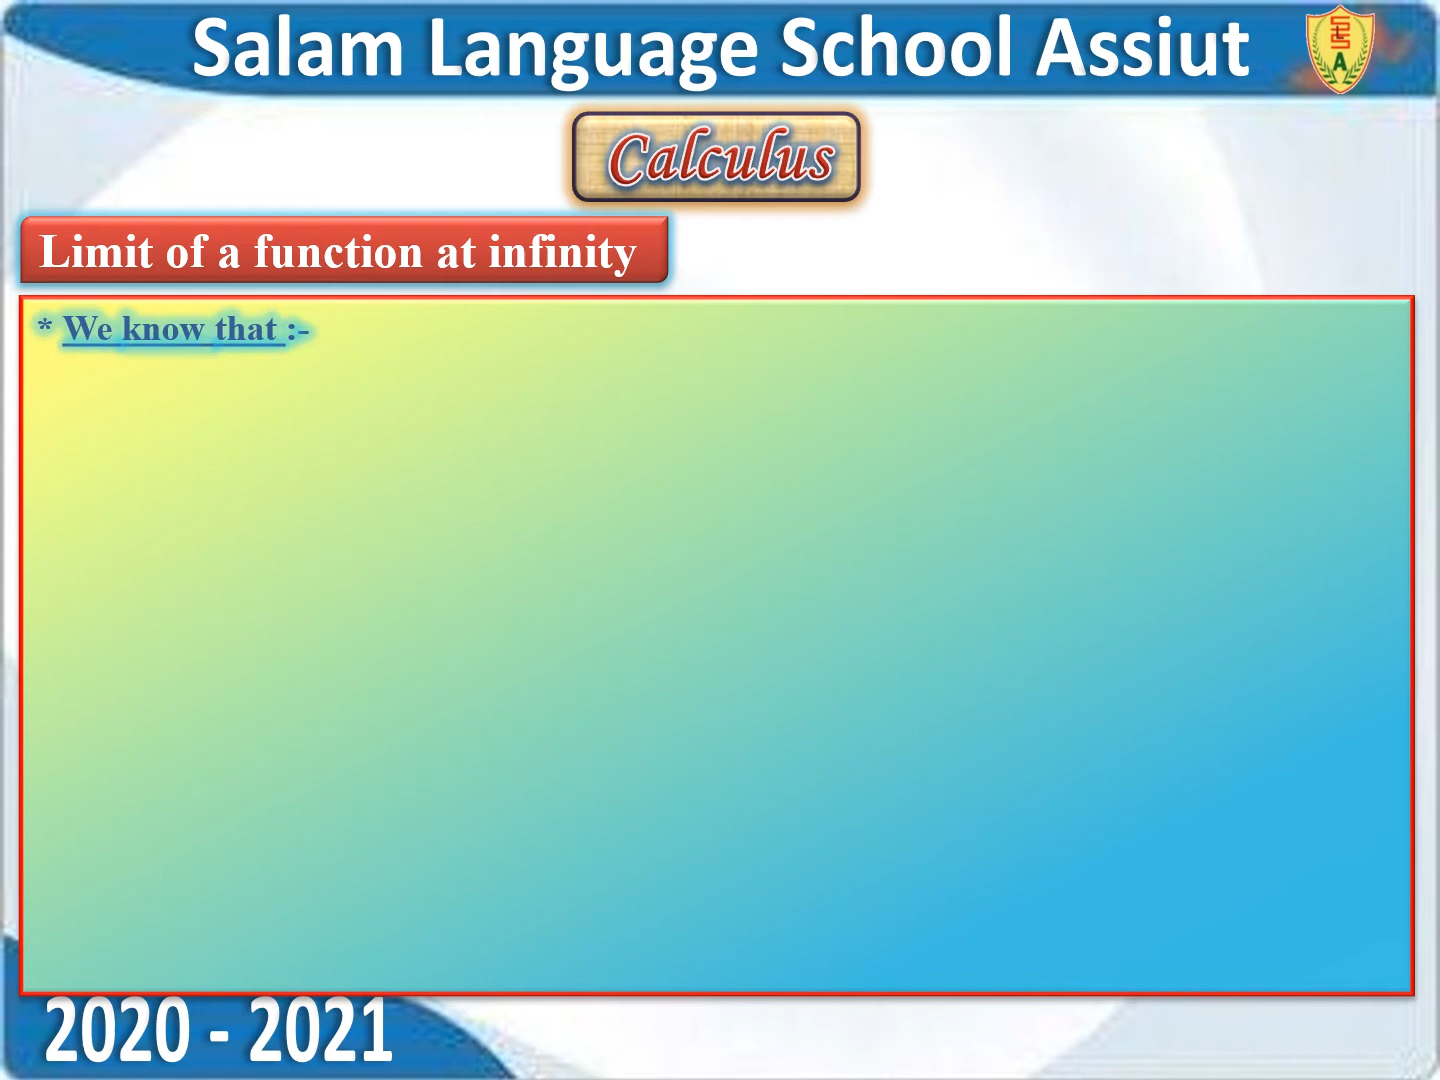 Salam Language School Assiut
S L S
A
Calculus
Limit of a function at infinity
* We know that :-
2020 - 2021